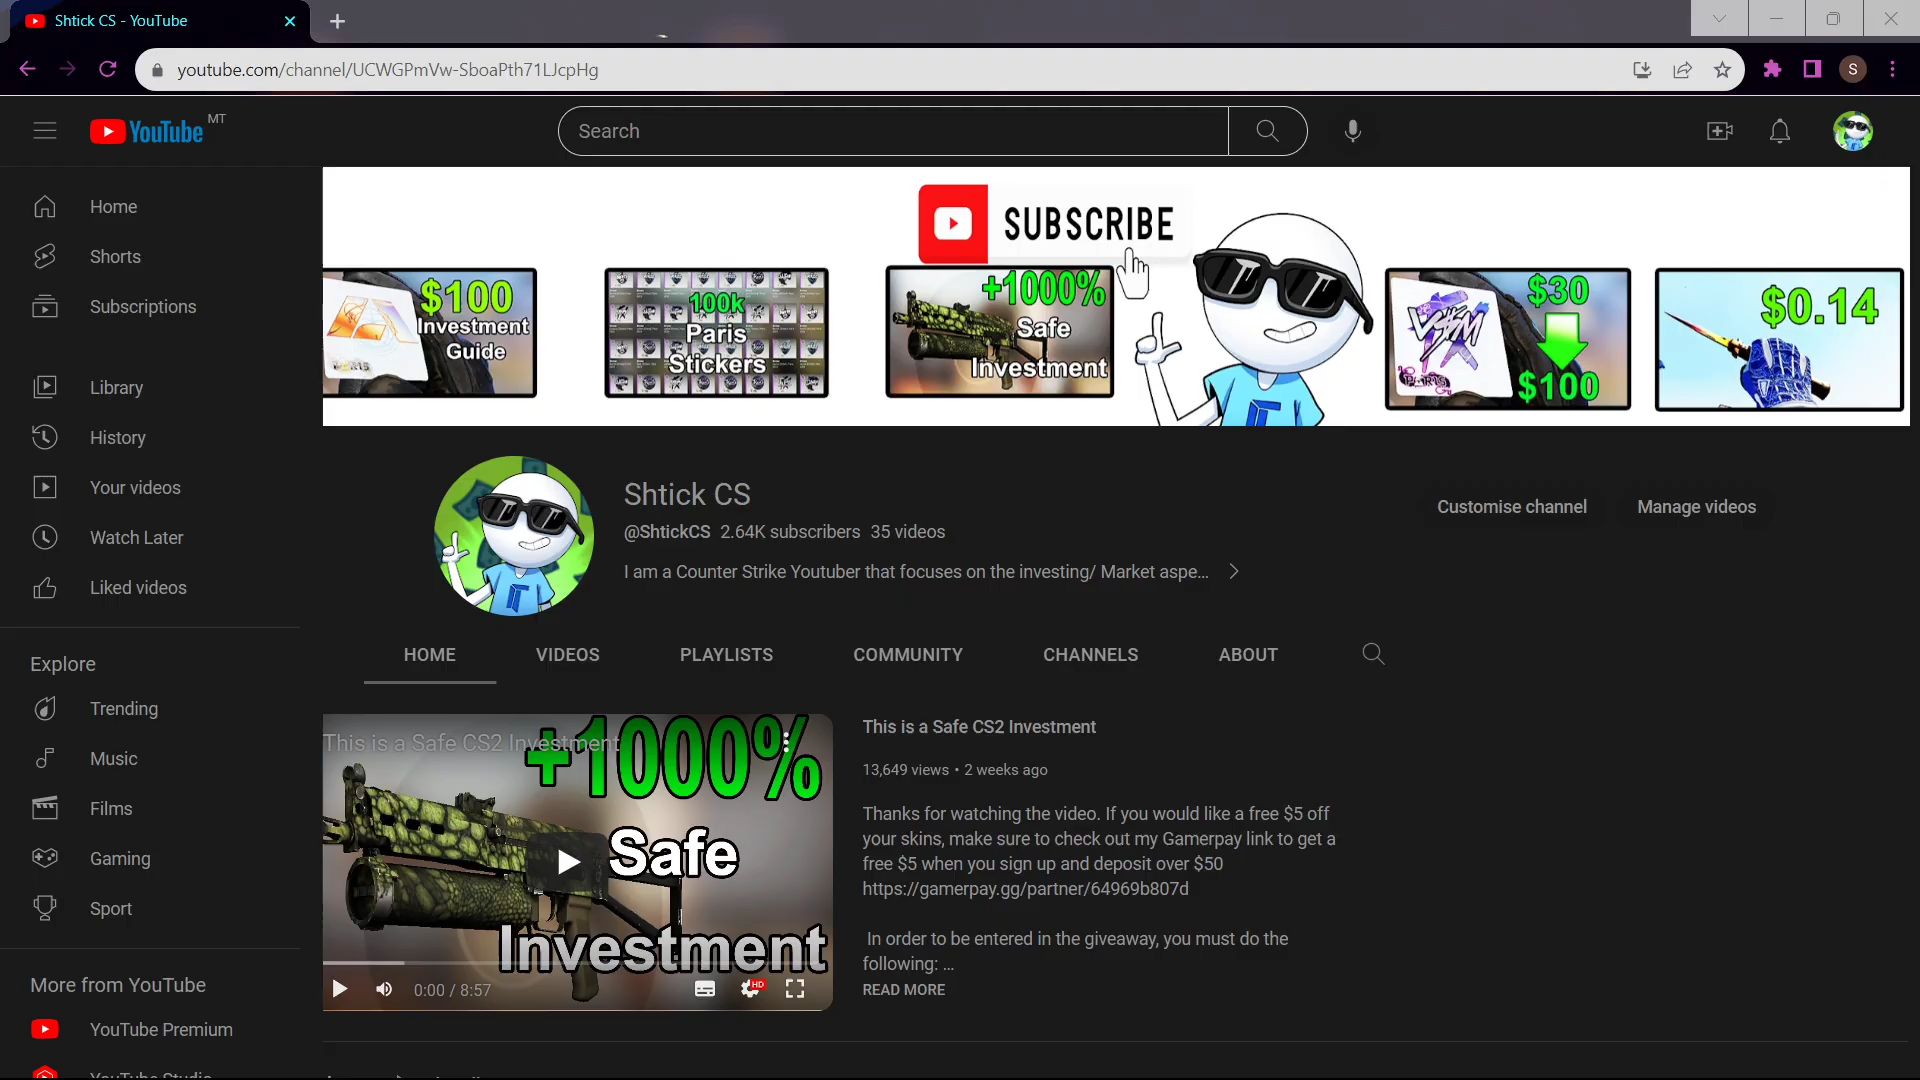 Shtick CS - YouTube
youtube.com/channel/UCWGPmVw-SboaPth71LJcpHg
S
YouTube MT
Search
Home
Shorts
Subscriptions
Library
History
Your videos
Watch Later
Liked videos
Explore
Trending
Music
Films
Gaming
Sport
More from YouTube
YouTube Premium
YouTube Studio
SUBSCRIBE
$100
Investment
Guide
100k
Paris
Stickers
+1000%
Safe
Investment
$30
$100
$0.14
Shtick CS
@ShtickCS 2.64K subscribers 35 videos
I am a Counter Strike Youtuber that focuses on the investing/ Market aspe...
Customise channel
Manage videos
HOME VIDEOS PLAYLISTS COMMUNITY CHANNELS ABOUT
This is a Safe CS2 Investment
+1000%
Safe
Investment
0:00 / 8:57
HD
This is a Safe CS2 Investment
13,649 views • 2 weeks ago
Thanks for watching the video. If you would like a free $5 off
your skins, make sure to check out my Gamerpay link to get a
free $5 when you sign up and deposit over $50
https://gamerpay.gg/partner/64969b807d
In order to be entered in the giveaway, you must do the
following: ...
READ MORE